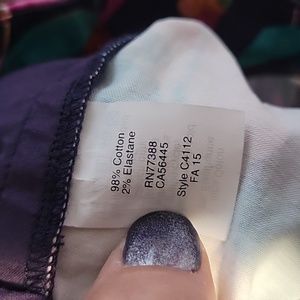 98% Cotton
2% Elastane
RN77388
CA56445
Style C4112
FA 15